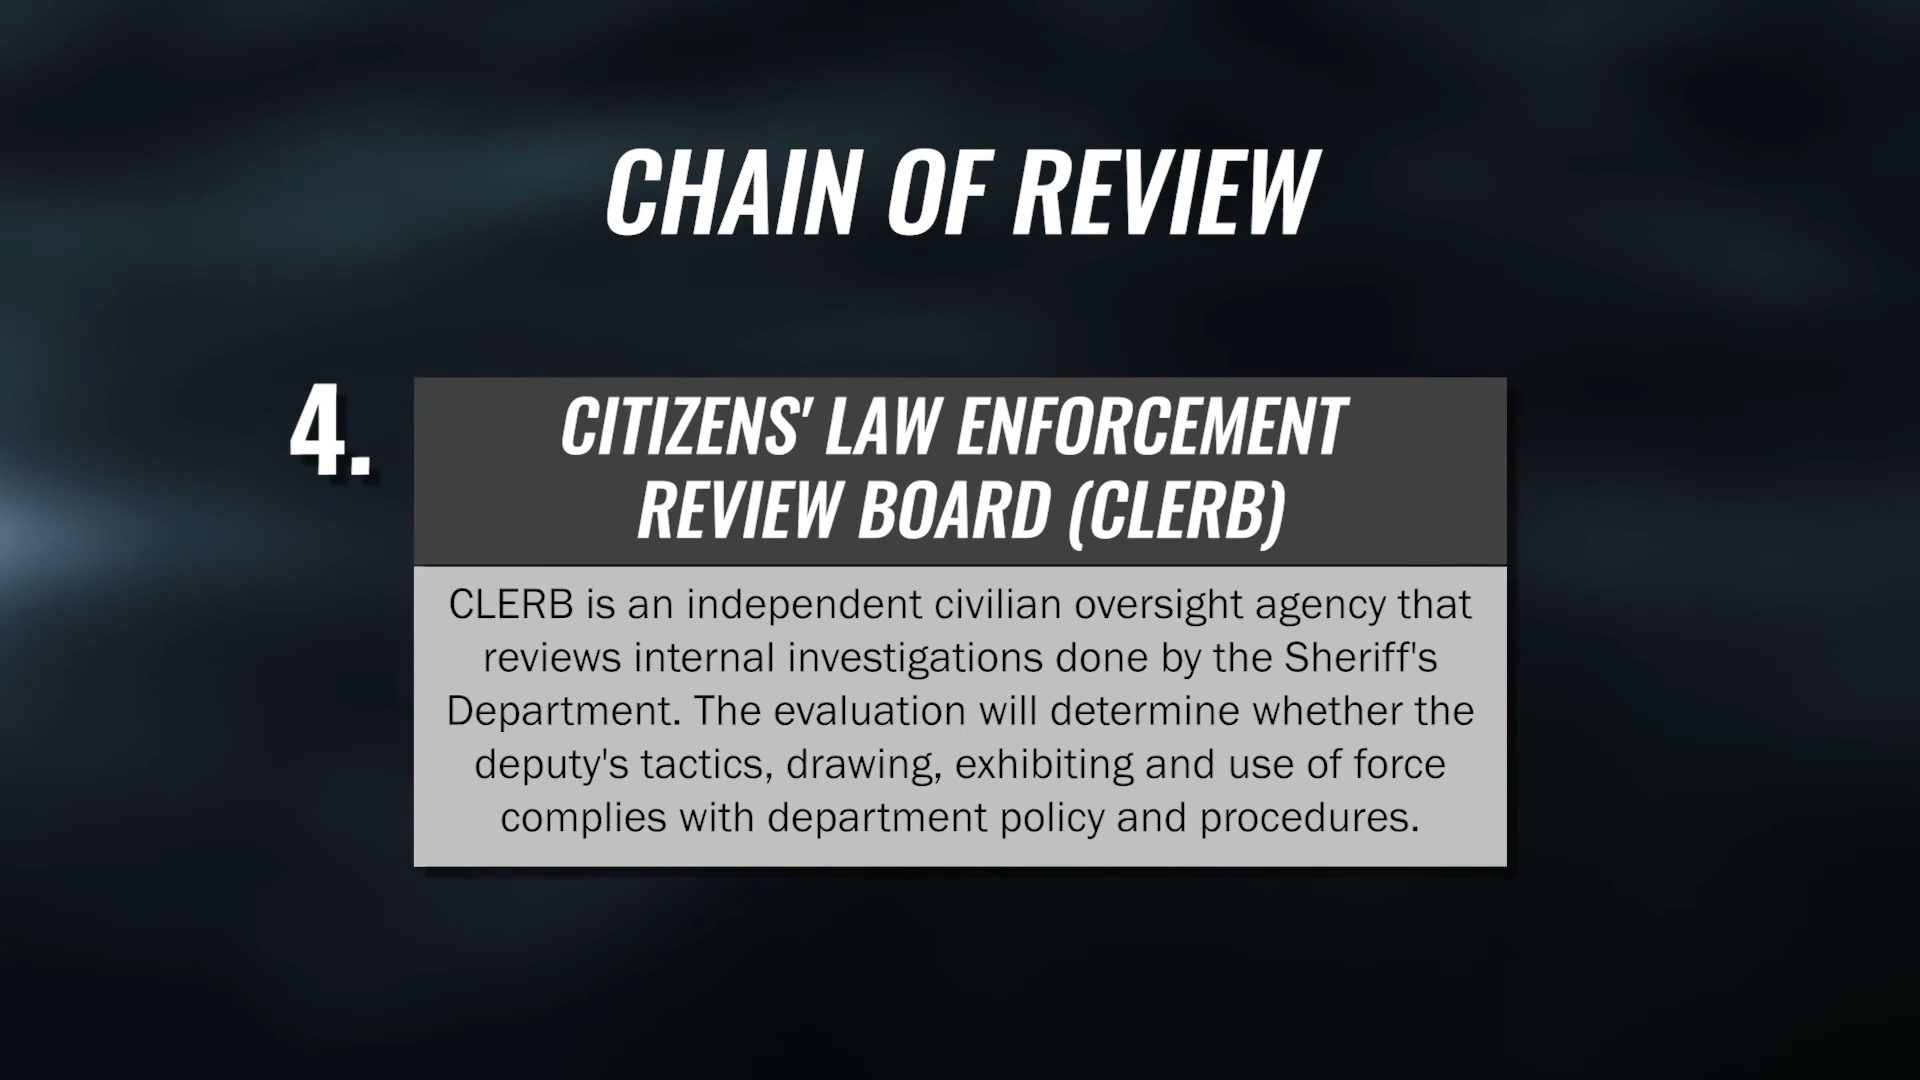 CHAIN OF REVIEW
4.
CITIZENS' LAW ENFORCEMENT
REVIEW BOARD (CLERB)
CLERB is an independent civilian oversight agency that
reviews internal investigations done by the Sheriff's
Department. The evaluation will determine whether the
deputy's tactics, drawing, exhibiting and use of force
complies with department policy and procedures.